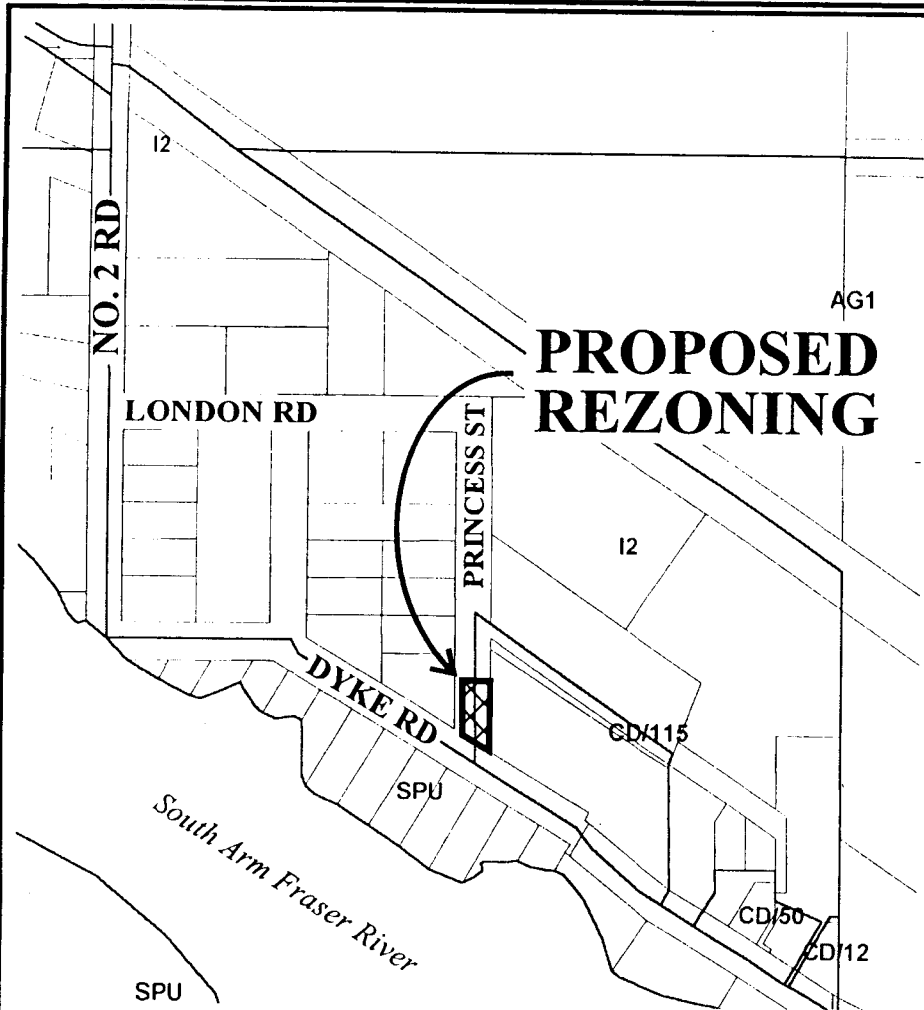 I2
NO. 2 RD
AG1
PROPOSED
REZONING
LONDON RD
PRINCESS ST
I2
DYKE RD
CD/115
SPU
South Arm Fraser River
CD/50
CD/12
SPU